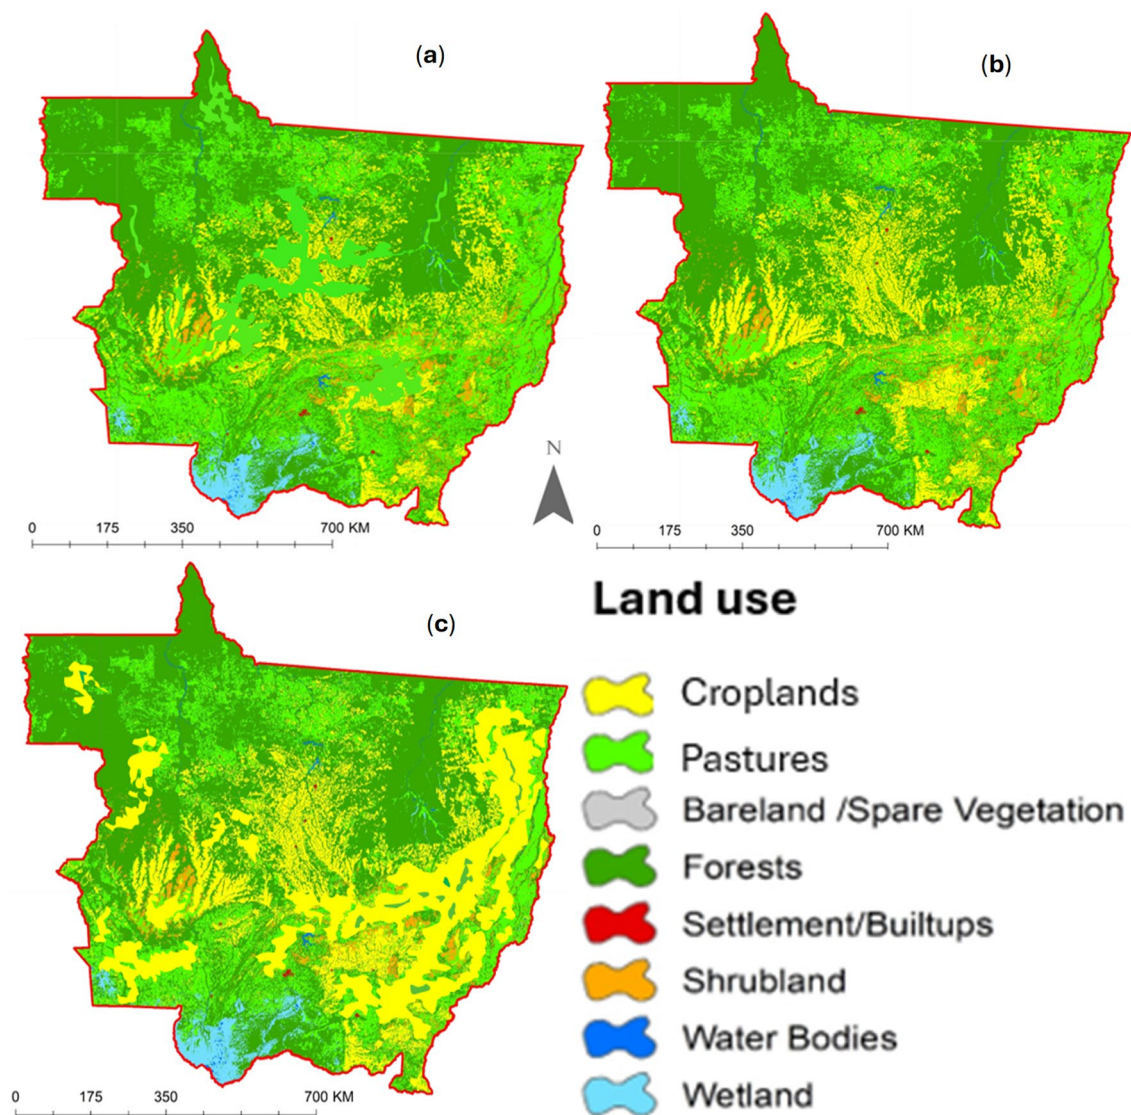 (a)
(b)
N
0 175 350 700 KM
0 175 350 700 KM
(c)
Land use
Croplands
Pastures
Bareland /Spare Vegetation
Forests
Settlement/Builtups
Shrubland
Water Bodies
Wetland
0 175 350 700 KM